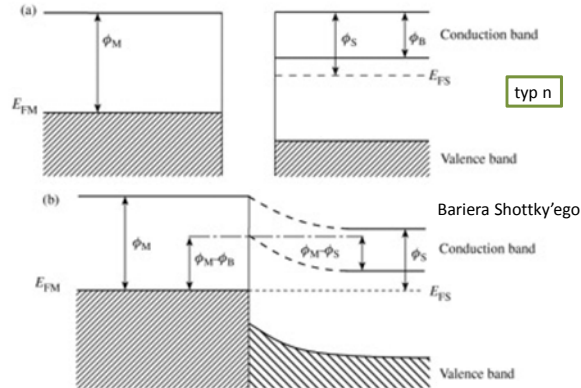 (a)
ϕM
ϕS
ϕB
Conduction band
EFS
typ n
EFM
Valence band
(b)
Bariera Shottky’ego
ϕM
ϕM-ϕB
ϕM-ϕS
ϕS
Conduction band
EFM
EFS
Valence band